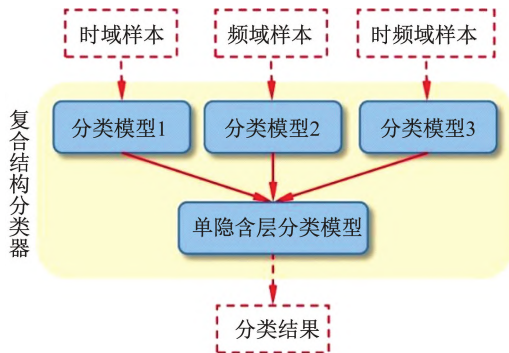 时域样本
频域样本
时频域样本
复合结构分类器
分类模型1
分类模型2
分类模型3
单隐含层分类模型
分类结果